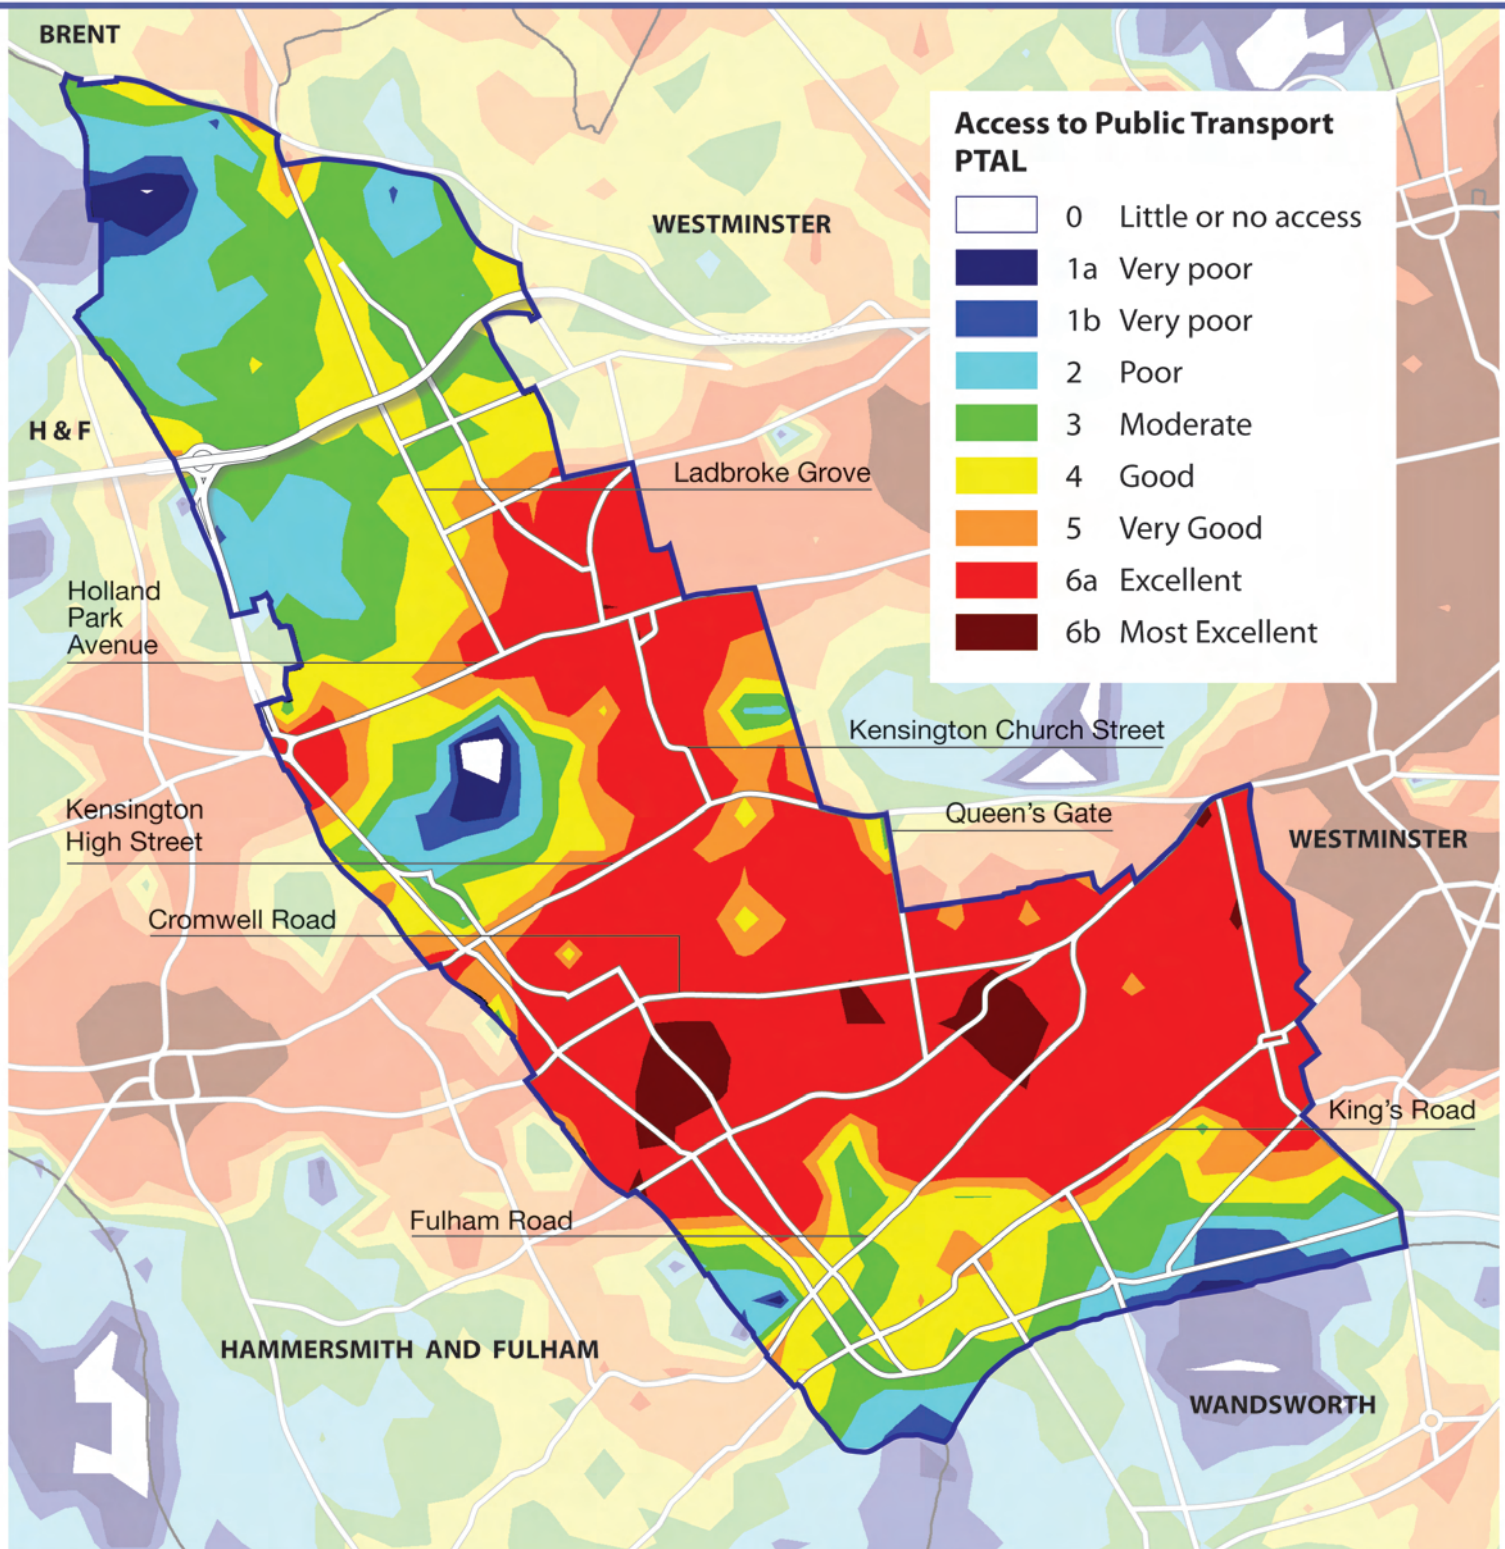 BRENT
Access to Public Transport
PTAL
0 Little or no access
1a Very poor
1b Very poor
2 Poor
3 Moderate
4 Good
5 Very Good
6a Excellent
6b Most Excellent
WESTMINSTER
H & F
Ladbroke Grove
Holland
Park
Avenue
Kensington Church Street
Kensington
High Street
Queen's Gate
WESTMINSTER
Cromwell Road
King's Road
Fulham Road
HAMMERSMITH AND FULHAM
WANDSWORTH